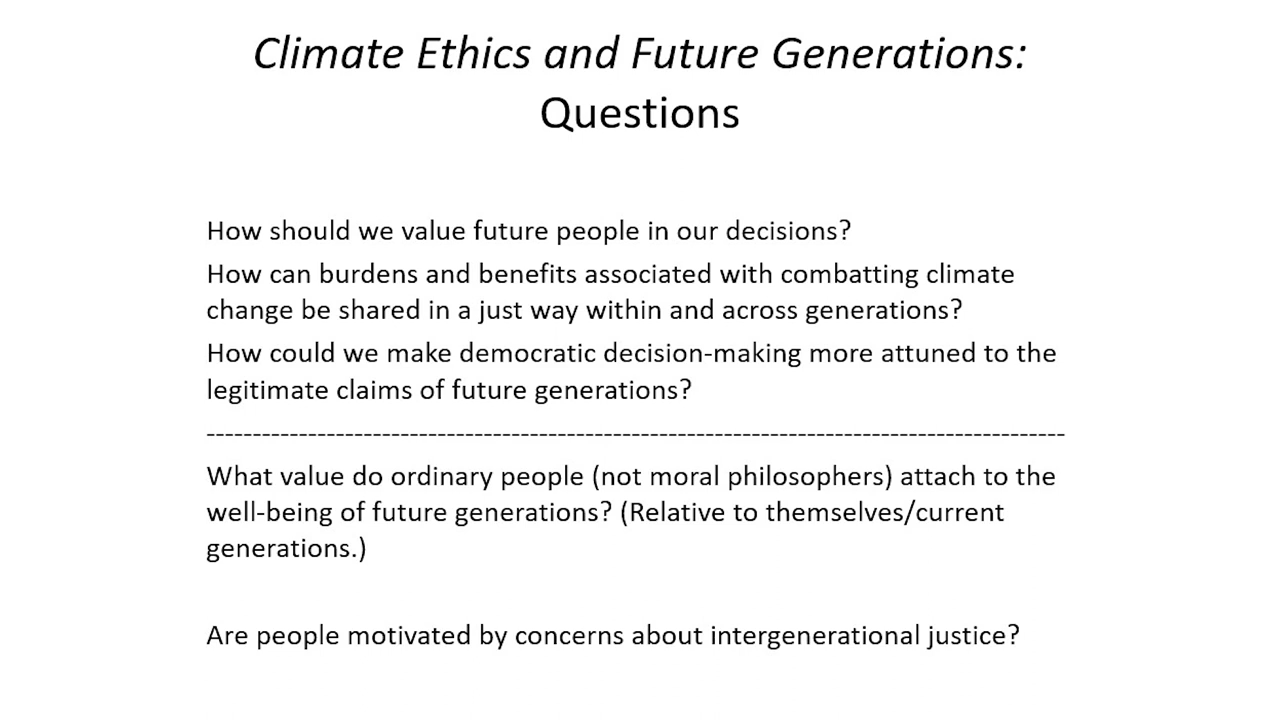 Climate Ethics and Future Generations:
Questions
How should we value future people in our decisions?
How can burdens and benefits associated with combatting climate
change be shared in a just way within and across generations?
How could we make democratic decision-making more attuned to the
legitimate claims of future generations?
---------------------------------------------------------------------------------------------
What value do ordinary people (not moral philosophers) attach to the
well-being of future generations? (Relative to themselves/current
generations.)
Are people motivated by concerns about intergenerational justice?